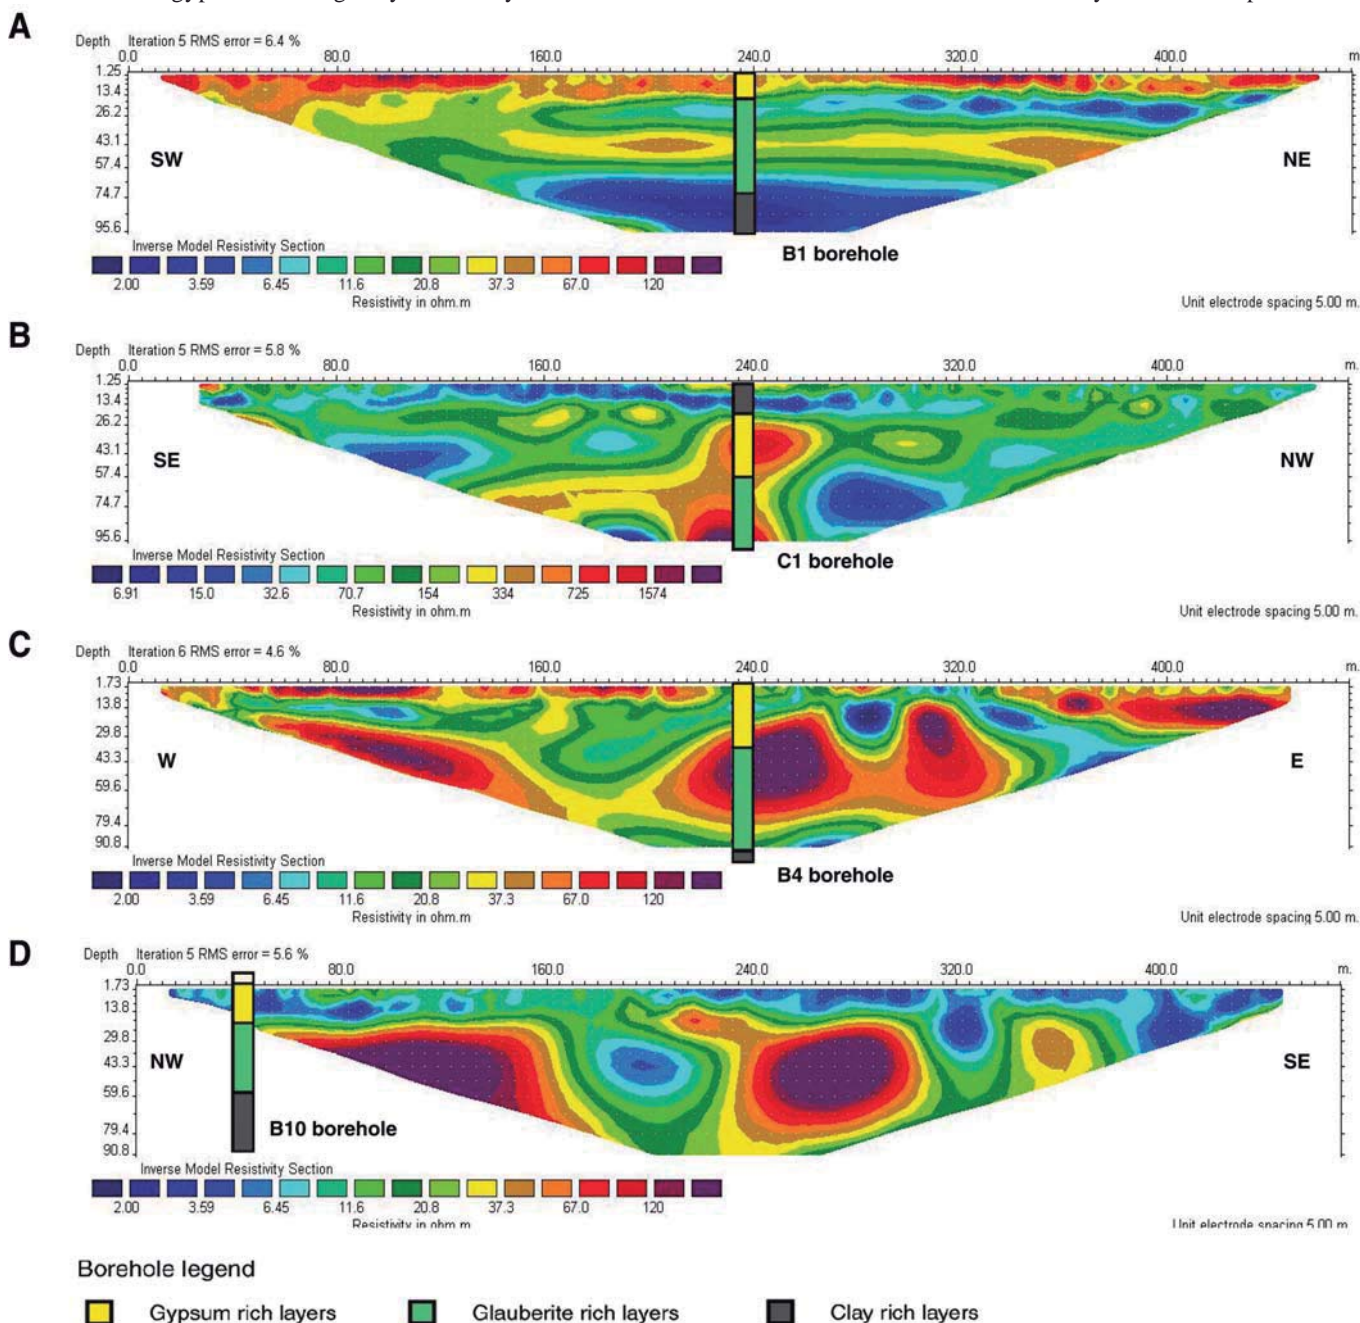 A
Depth Iteration 5 RMS error = 6.4 %
0.0 80.0 160.0 240.0 320.0 400.0 m.
1.25
13.4
26.2
43.1
57.4
74.7
95.6
SW
NE
B1 borehole
Inverse Model Resistivity Section
2.00 3.59 6.45 11.6 20.8 37.3 67.0 120
Resistivity in ohm.m
Unit electrode spacing 5.00 m.
B
Depth Iteration 5 RMS error = 5.8 %
0.0 80.0 160.0 240.0 320.0 400.0 m.
1.25
13.4
26.2
43.1
57.4
74.7
95.6
SE
NW
C1 borehole
Inverse Model Resistivity Section
6.91 15.0 32.6 70.7 154 334 725 1574
Resistivity in ohm.m
Unit electrode spacing 5.00 m.
C
Depth Iteration 6 RMS error = 4.6 %
0.0 80.0 160.0 240.0 320.0 400.0 m.
1.73
13.8
29.8
43.3
59.6
79.4
90.8
W
E
B4 borehole
Inverse Model Resistivity Section
2.00 3.59 6.45 11.6 20.8 37.3 67.0 120
Resistivity in ohm.m
Unit electrode spacing 5.00 m.
D
Depth Iteration 5 RMS error = 5.6 %
0.0 80.0 160.0 240.0 320.0 400.0 m.
1.73
13.8
29.8
43.3
59.6
79.4
90.8
NW
SE
B10 borehole
Inverse Model Resistivity Section
2.00 3.59 6.45 11.6 20.8 37.3 67.0 120
Resistivity in ohm.m
Unit electrode spacing 5.00 m.
Borehole legend
Gypsum rich layers Glauberite rich layers Clay rich layers